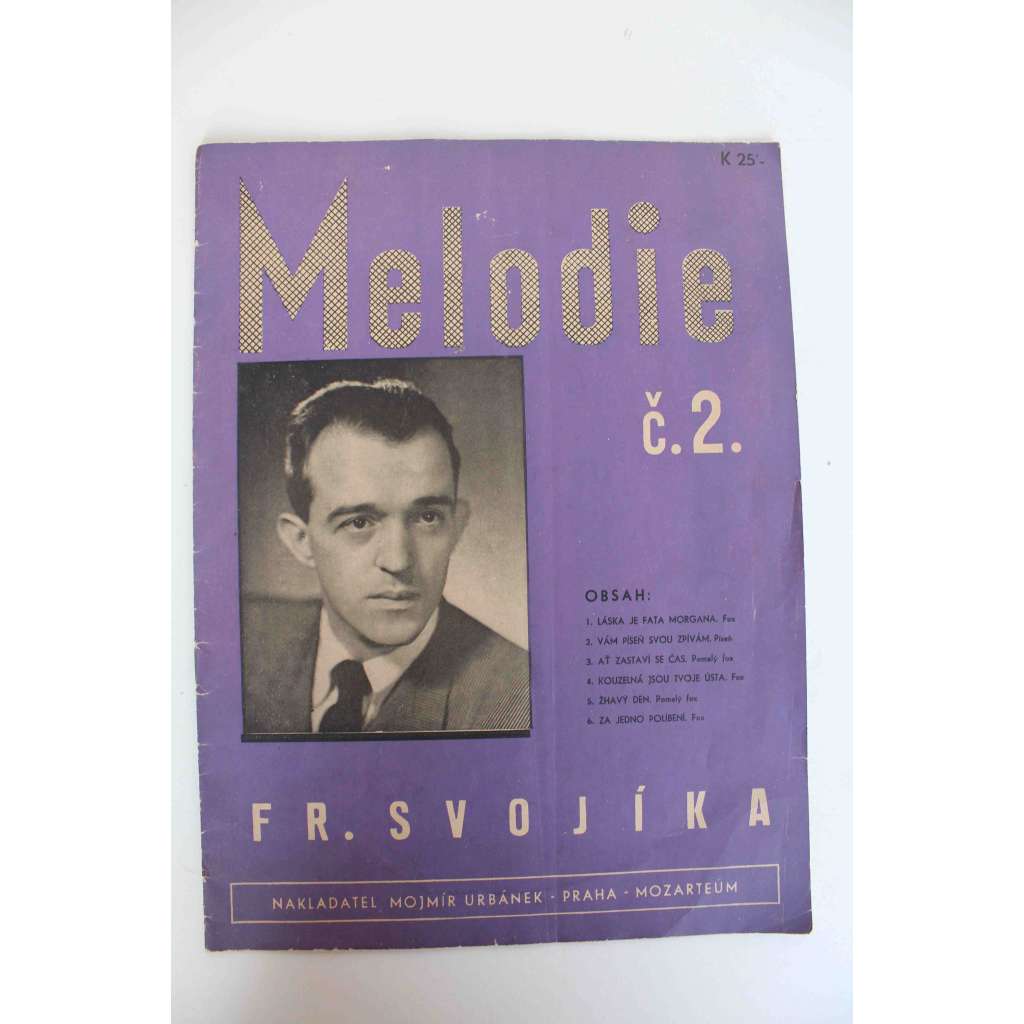 K 25'-
Melodie
č. 2.
OBSAH:
1. LÁSKA JE FATA MORGANA. Fox
2. VÁM PÍSEŇ SVOU ZPÍVÁM. Píseň
3. AŤ ZASTAVÍ SE ČAS. Pomalý fox
4. KOUZELNÁ JSOU TVOJE ÚSTA. Fox
5. ŽHAVÝ DEN. Pomalý fox
6. ZA JEDNO POLÍBENÍ. Fox
FR. SVOJÍKA
NAKLADATEL MOJMÍR URBÁNEK - PRAHA - MOZARTEUM